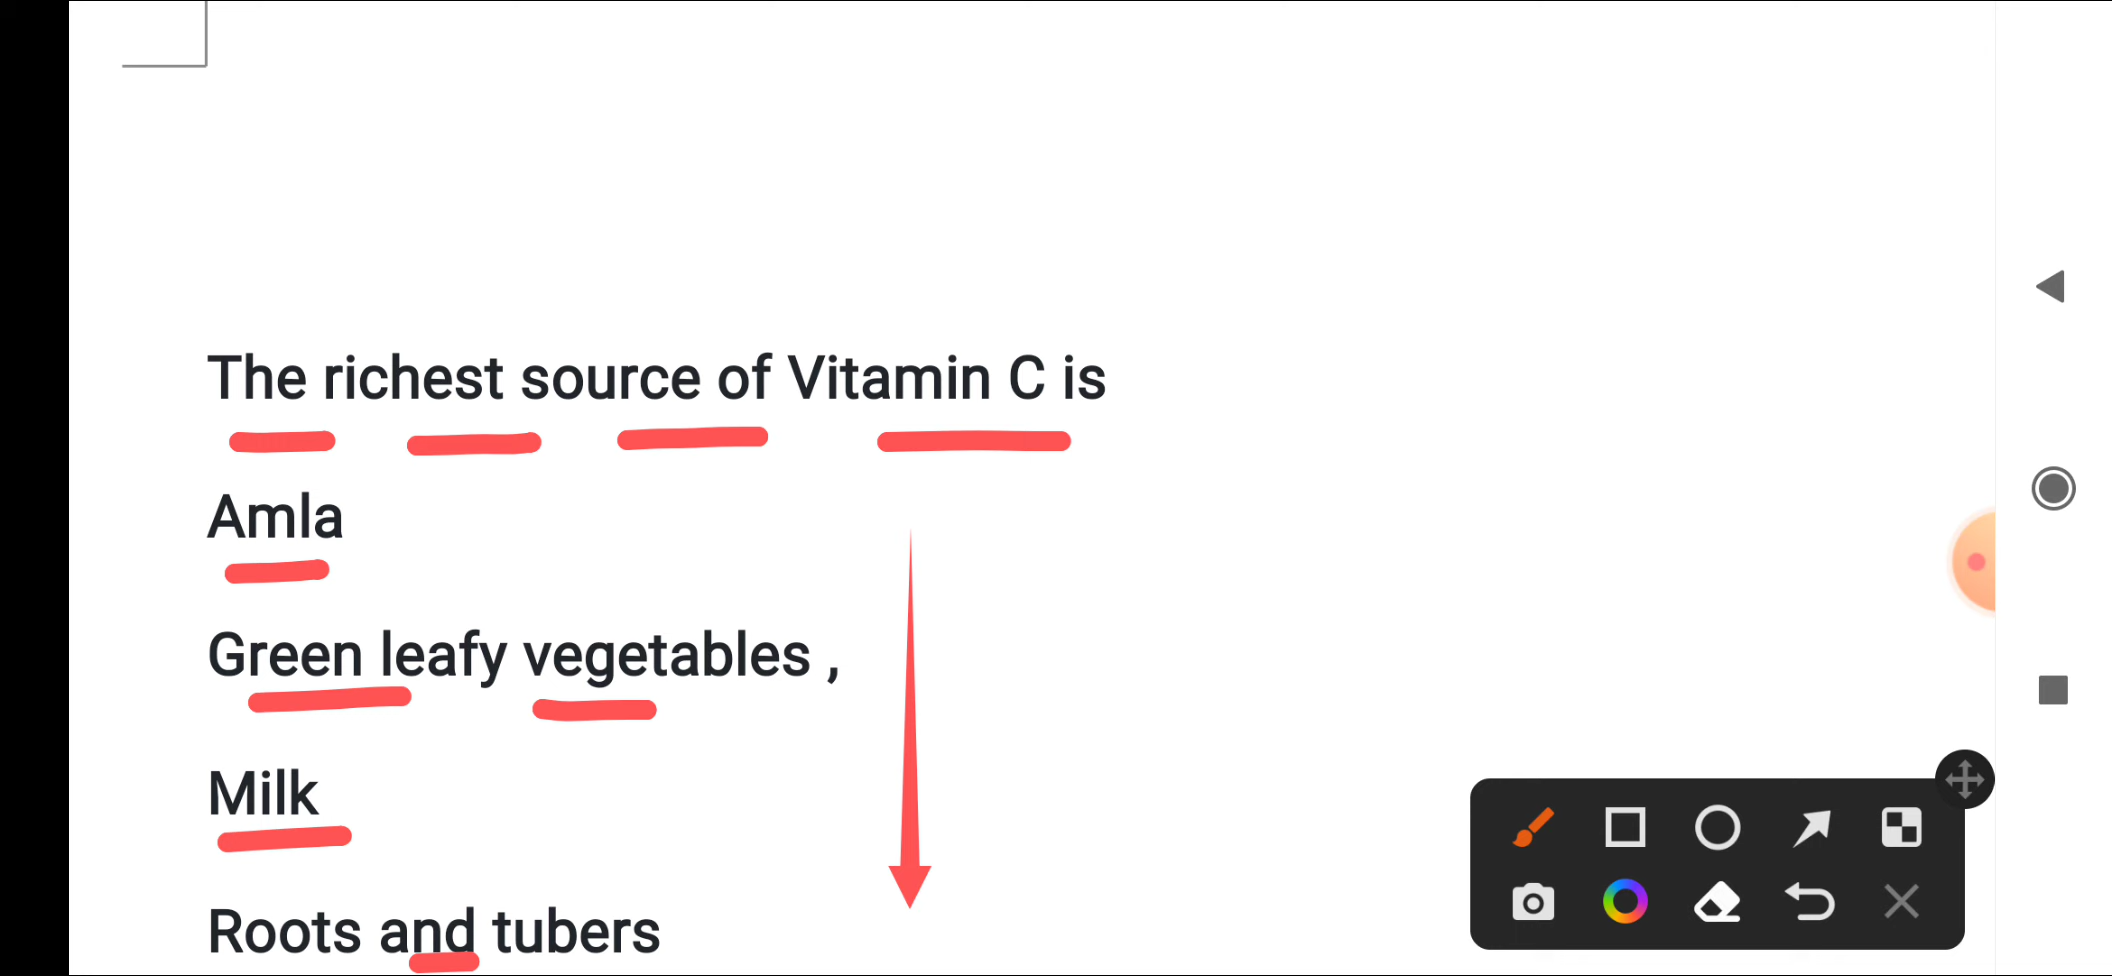 The richest source of Vitamin C is
Amla
Green leafy vegetables ,
Milk
Roots and tubers